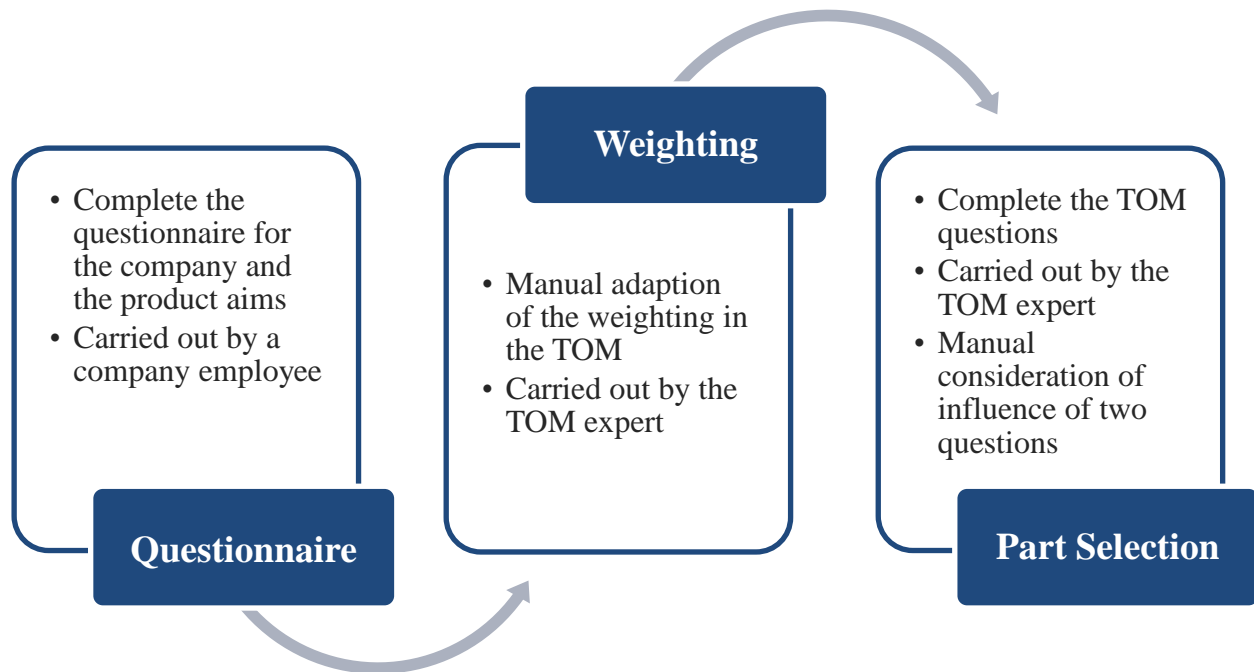 • Complete the
questionnaire for
the company and
the product aims
• Carried out by a
company employee
Questionnaire
Weighting
• Manual adaption
of the weighting in
the TOM
• Carried out by the
TOM expert
• Complete the TOM
questions
• Carried out by the
TOM expert
• Manual
consideration of
influence of two
questions
Part Selection